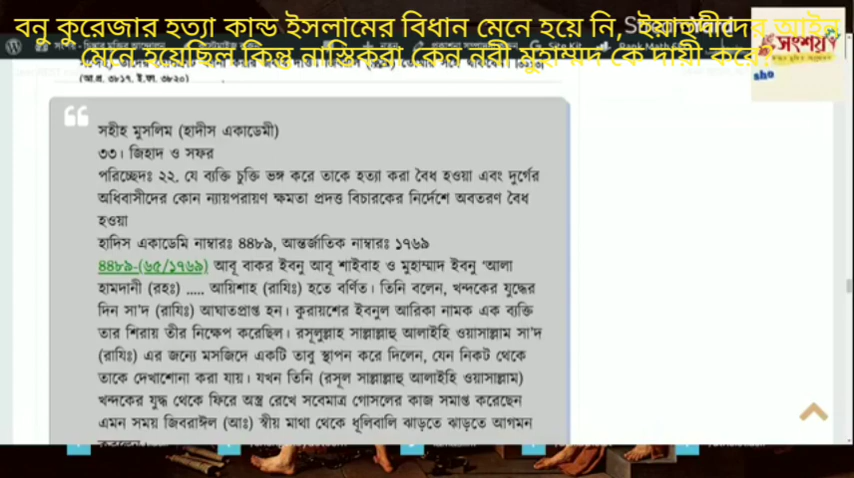 বনু কুরেজার হত্যা কান্ড ইসলামের বিধান মেনে হয়ে নি, ইয়াহুদীদের আইন
মেনে হয়েছিল কিন্তু নাস্তিকরা কেন নবী মুহাম্মদ কে দায়ী করে?
সংশয়
(আ.প্র. ৩৮১৭, ই.ফা. ৩৮২০)
সহীহ মুসলিম (হাদীস একাডেমী)
৩৩। জিহাদ ও সফর
পরিচ্ছেদঃ ২২. যে ব্যক্তি চুক্তি ভঙ্গ করে তাকে হত্যা করা বৈধ হওয়া এবং দুর্গের
অধিবাসীদের কোন ন্যায়পরায়ণ ক্ষমতা প্রদত্ত বিচারকের নির্দেশে অবতরণ বৈধ
হওয়া
হাদিস একাডেমি নাম্বারঃ ৪৪৮৯, আন্তর্জাতিক নাম্বারঃ ১৭৬৯
৪৪৮৯-(৬৫/১৭৬৯) আবূ বাকর ইবনু আবূ শাইবাহ ও মুহাম্মাদ ইবনু 'আলা
হামদানী (রহঃ) ..... আয়িশাহ (রাযিঃ) হতে বর্ণিত। তিনি বলেন, খন্দকের যুদ্ধের
দিন সা'দ (রাযিঃ) আঘাতপ্রাপ্ত হন। কুরায়শের ইবনুল আরিকা নামক এক ব্যক্তি
তার শিরায় তীর নিক্ষেপ করেছিল। রসূলুল্লাহ সাল্লাল্লাহু আলাইহি ওয়াসাল্লাম সা'দ
(রাযিঃ) এর জন্যে মসজিদে একটি তাবু স্থাপন করে দিলেন, যেন নিকট থেকে
তাকে দেখাশোনা করা যায়। যখন তিনি (রসূল সাল্লাল্লাহু আলাইহি ওয়াসাল্লাম)
খন্দকের যুদ্ধ থেকে ফিরে অস্ত্র রেখে সবেমাত্র গোসলের কাজ সমাপ্ত করেছেন
এমন সময় জিবরাঈল (আঃ) স্বীয় মাথা থেকে ধূলিবালি ঝাড়তে ঝাড়তে আগমন